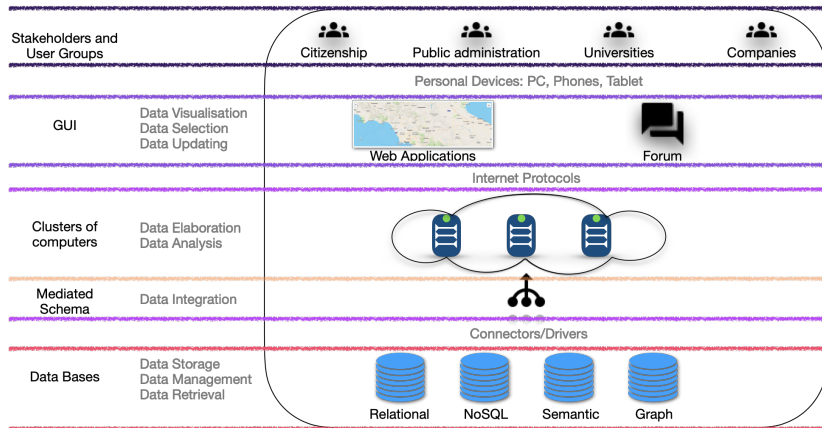 Stakeholders and
User Groups
Citizenship
Public administration
Universities
Companies
Personal Devices: PC, Phones, Tablet
GUI
Data Visualisation
Data Selection
Data Updating
Web Applications
Forum
Internet Protocols
Clusters of
computers
Data Elaboration
Data Analysis
Mediated
Schema
Data Integration
Connectors/Drivers
Data Bases
Data Storage
Data Management
Data Retrieval
Relational
NoSQL
Semantic
Graph